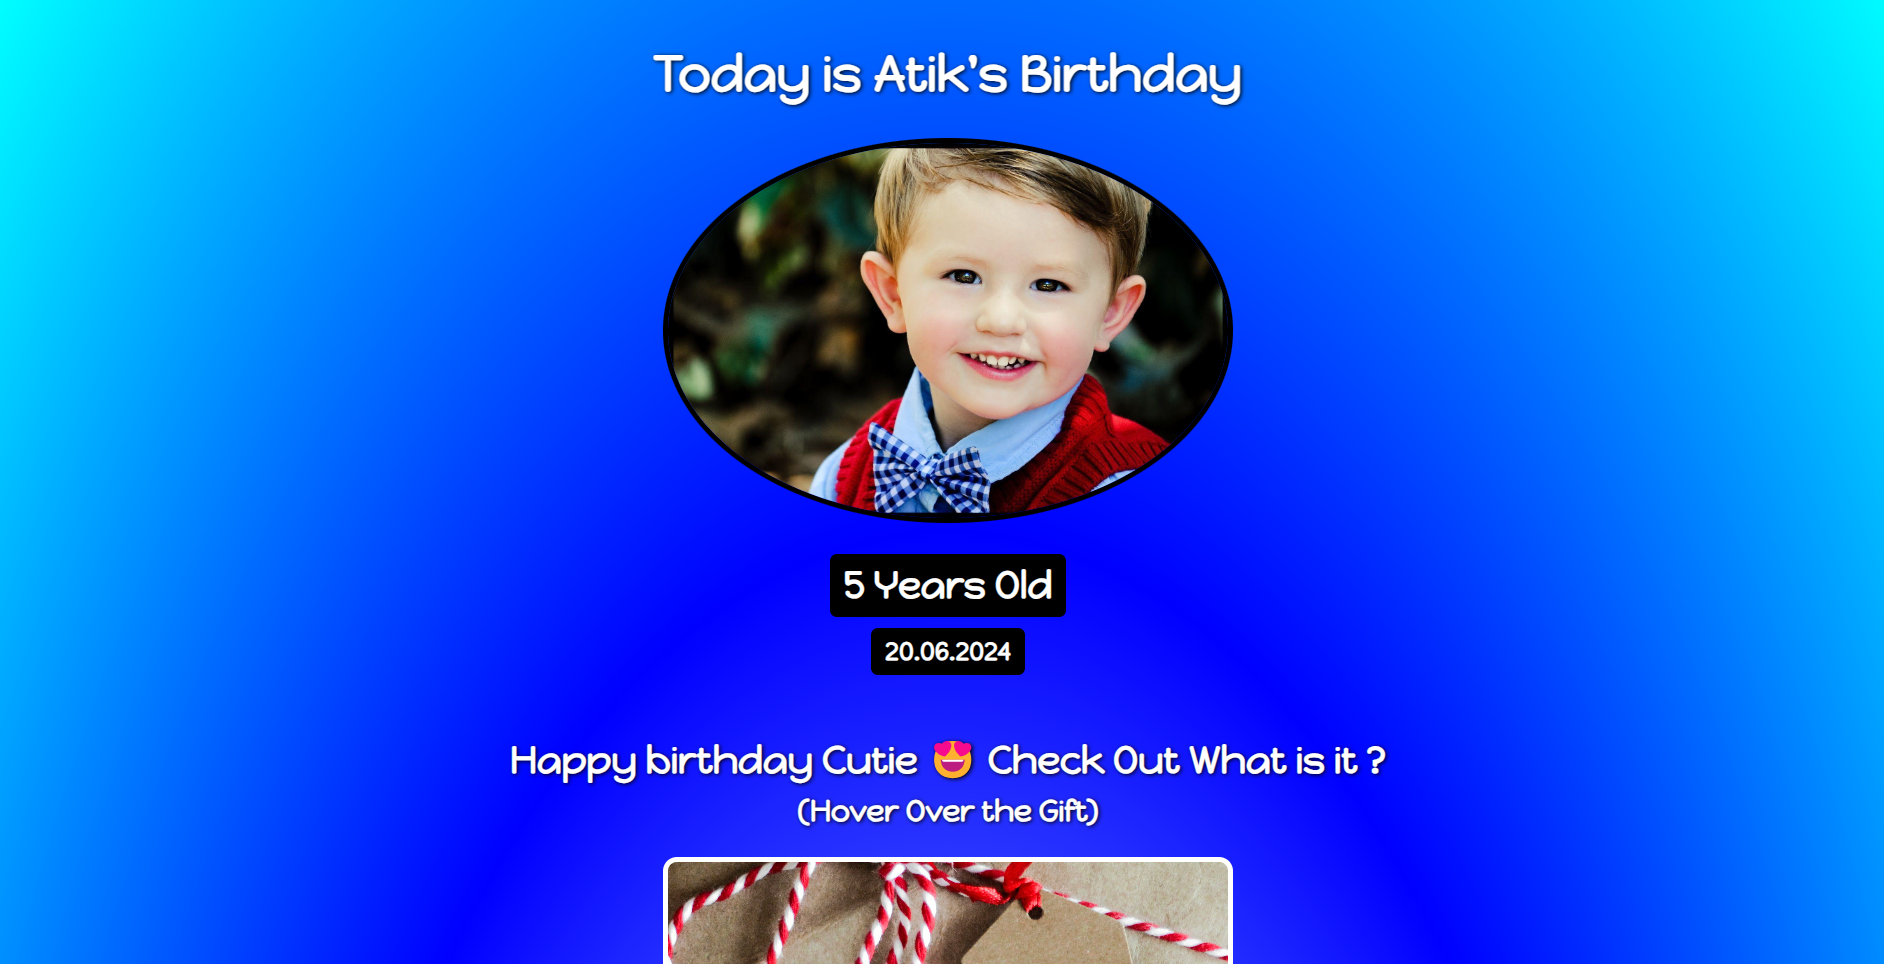 Today is Atik's Birthday
5 Years Old
20.06.2024
Happy birthday Cutie 😍 Check Out What is it ?
(Hover Over the Gift)